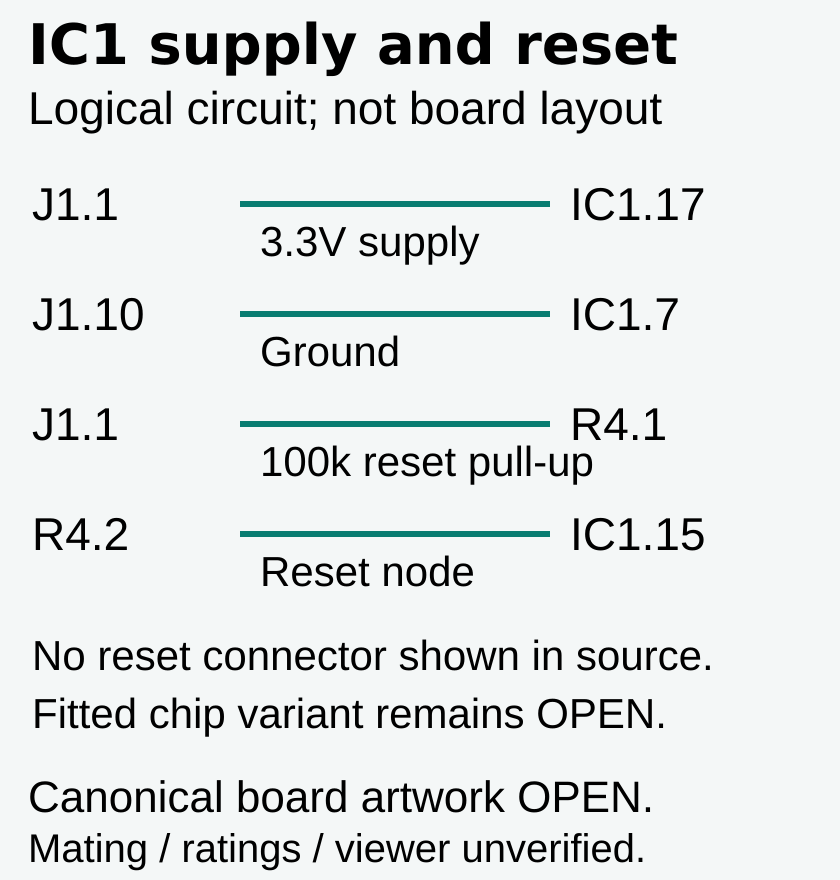 IC1 supply and reset
Logical circuit; not board layout
J1.1 IC1.17
3.3V supply
J1.10 IC1.7
Ground
J1.1 R4.1
100k reset pull-up
R4.2 IC1.15
Reset node
No reset connector shown in source.
Fitted chip variant remains OPEN.
Canonical board artwork OPEN.
Mating / ratings / viewer unverified.